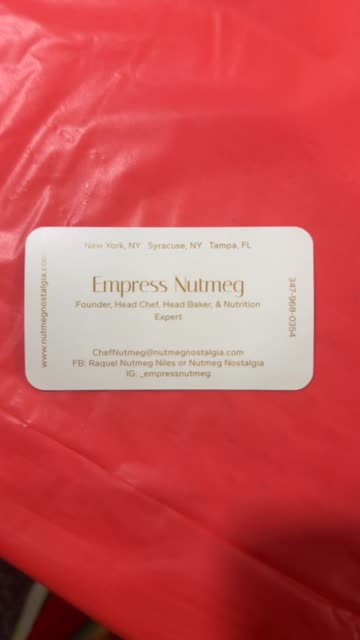 New York, NY Syracuse, NY Tampa, FL
Empress Nutmeg
Founder, Head Chef, Head Baker, & Nutrition
Expert
ChefNutmeg@nutmegnostalgia.com
FB: Raquel Nutmeg Niles or Nutmeg Nostalgia
IG: _empressnutmeg
www.nutmegnostalgia.com
347-968-0354